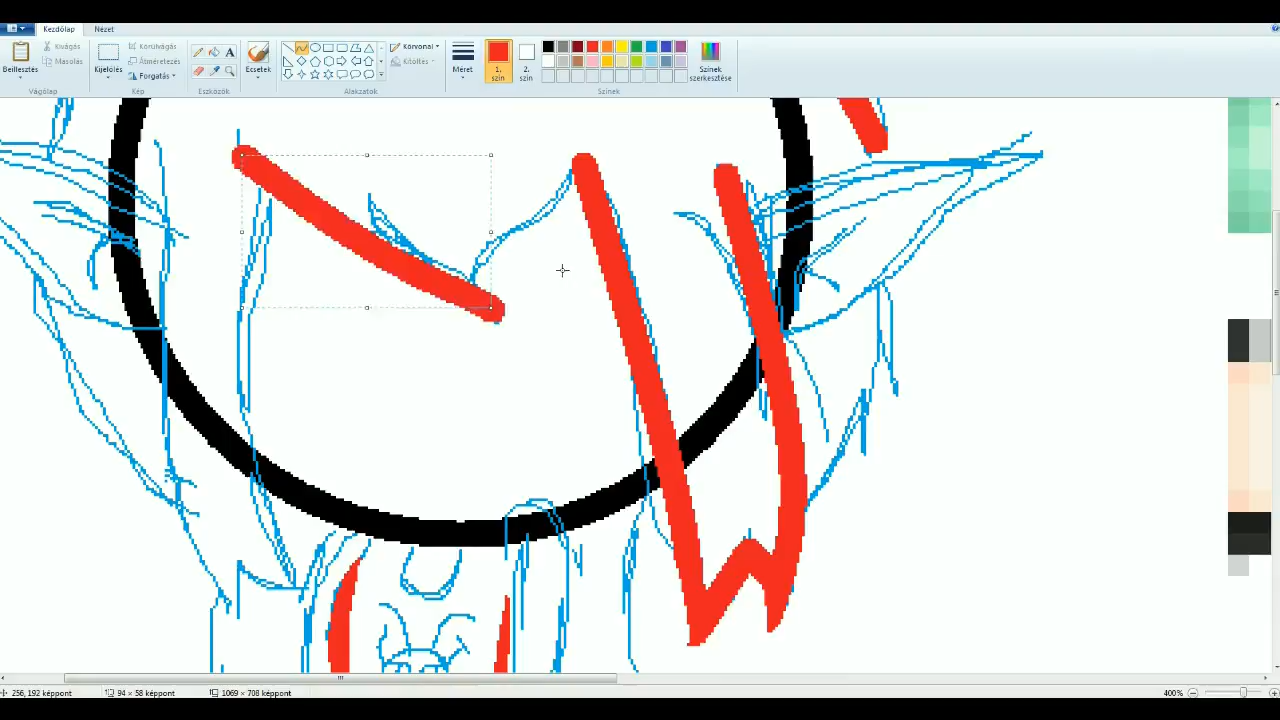 Kezdőlap Nézet
Beillesztés
Kivágás
Másolás
Vágólap
Kijelölés
Körülvágás
Átméretezés
Forgatás
Kép
Eszközök
Ecsetek
Körvonal
Kitöltés
Alakzatok
Méret
1. szín
2. szín
Színek szerkesztése
Színek
256, 192 képpont 94 × 58 képpont 1069 × 708 képpont 400%